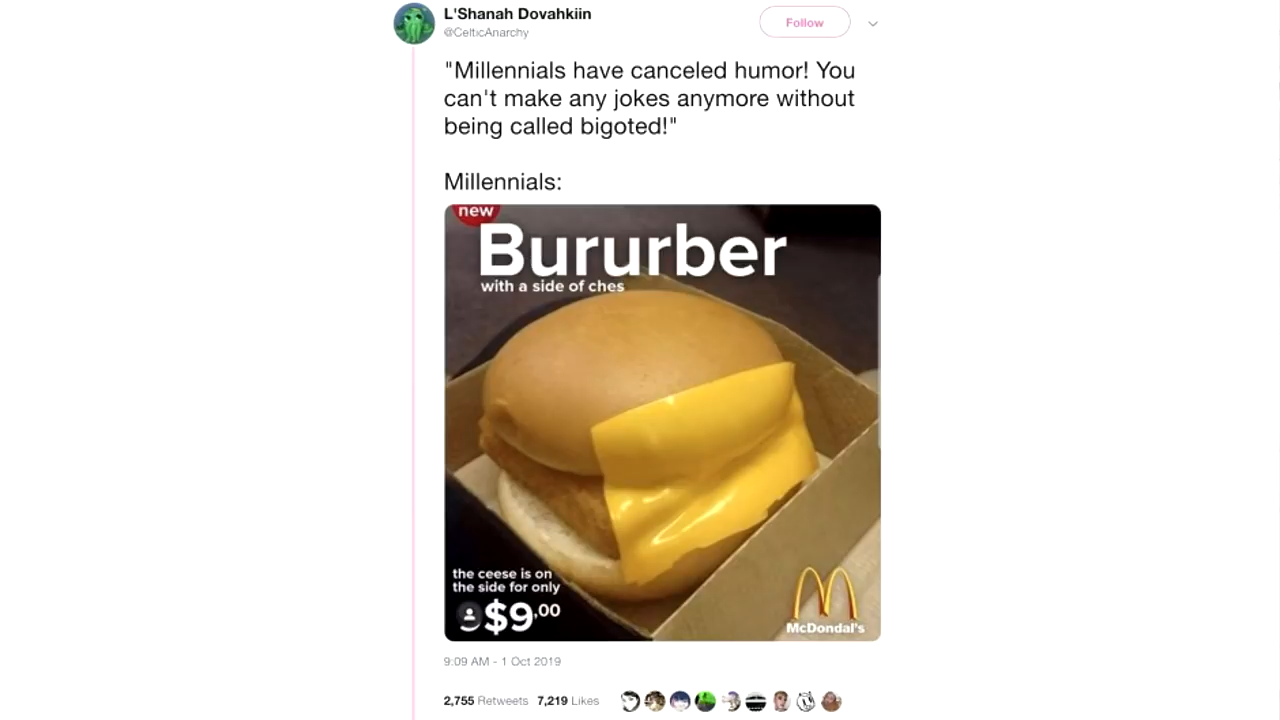 L'Shanah Dovahkiin
@CelticAnarchy
Follow
"Millennials have canceled humor! You
can't make any jokes anymore without
being called bigoted!"
Millennials:
new
Bururber
with a side of ches
the ceese is on
the side for only
$9.00
McDondal's
9:09 AM - 1 Oct 2019
2,755 Retweets 7,219 Likes